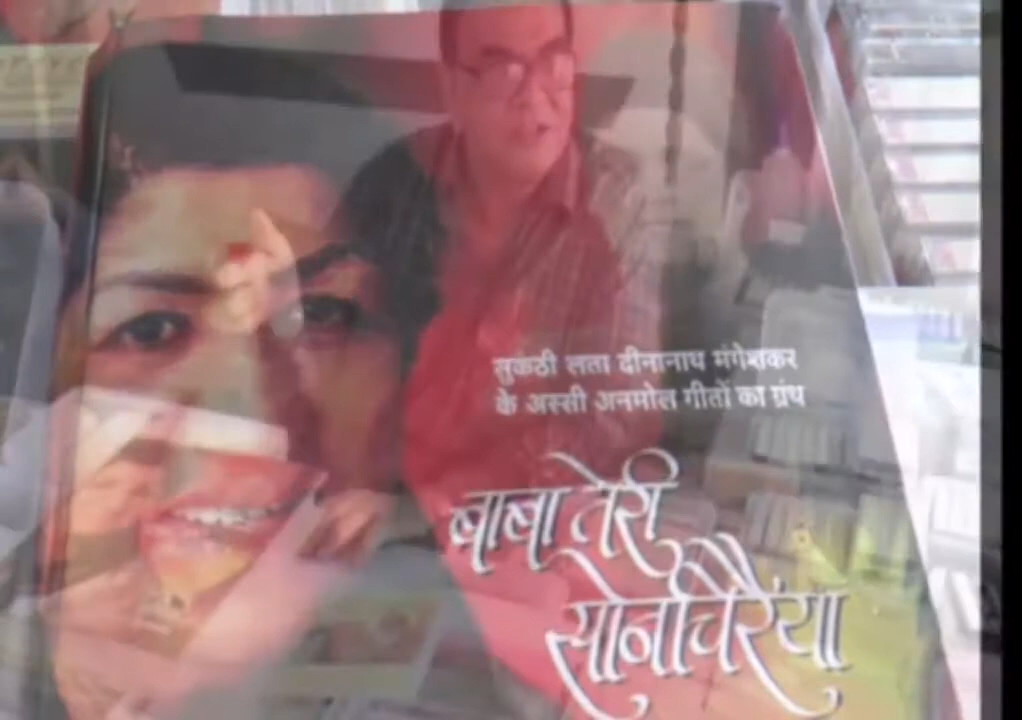 सुकंठी लता दीनानाथ मंगेशकर
के अस्सी अनमोल गीतों का ग्रंथ
बाबा तेरी
सोनचिरैंया